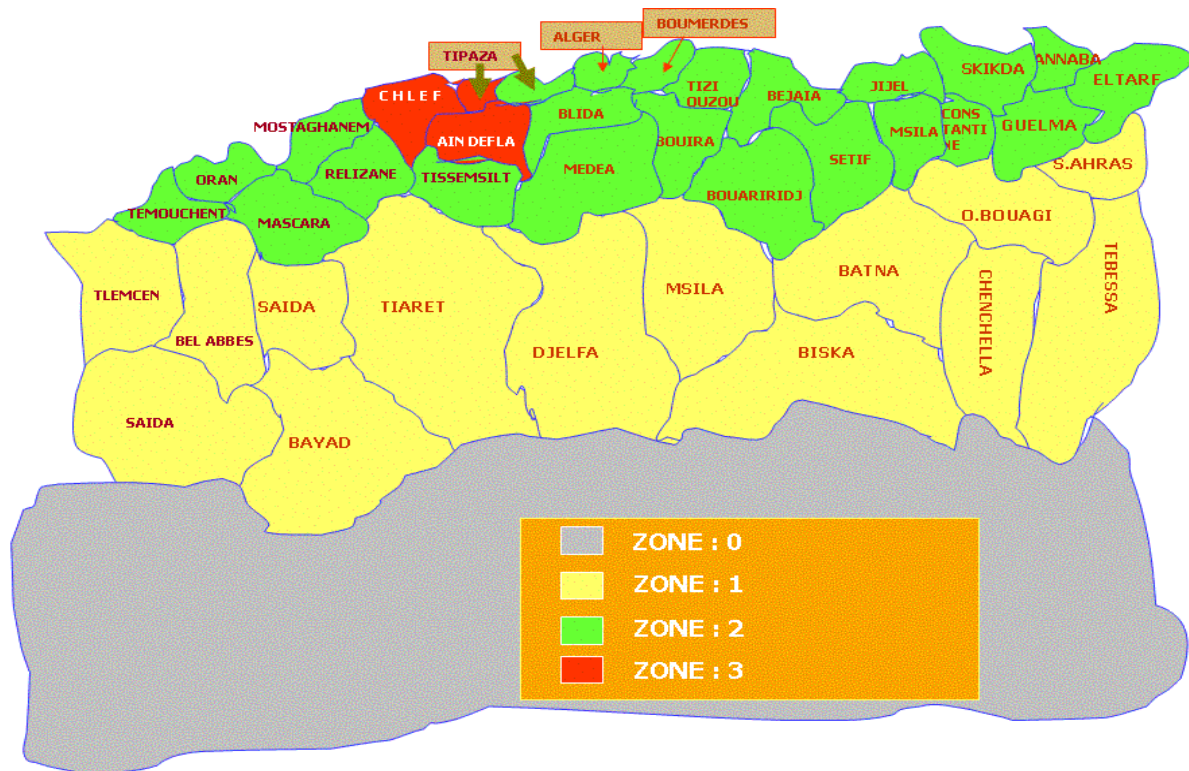 BOUMERDES
ALGER
TIPAZA
SKIKDA
ANNABA
ELTARF
C H L E F
TIZI
OUZOU
BEJAIA
JIJEL
BLIDA
CONS
TANTI
NE
MOSTAGHANEM
GUELMA
MSILA
AIN DEFLA
BOUIRA
SETIF
S.AHRAS
MEDEA
RELIZANE
TISSEMSILT
ORAN
BOUARIRIDJ
TEMOUCHENT
MASCARA
O.BOUAGI
TEBESSA
BATNA
CHENCHELLA
MSILA
TLEMCEN
SAIDA
TIARET
BEL ABBES
DJELFA
BISKA
SAIDA
BAYAD
ZONE : 0
ZONE : 1
ZONE : 2
ZONE : 3